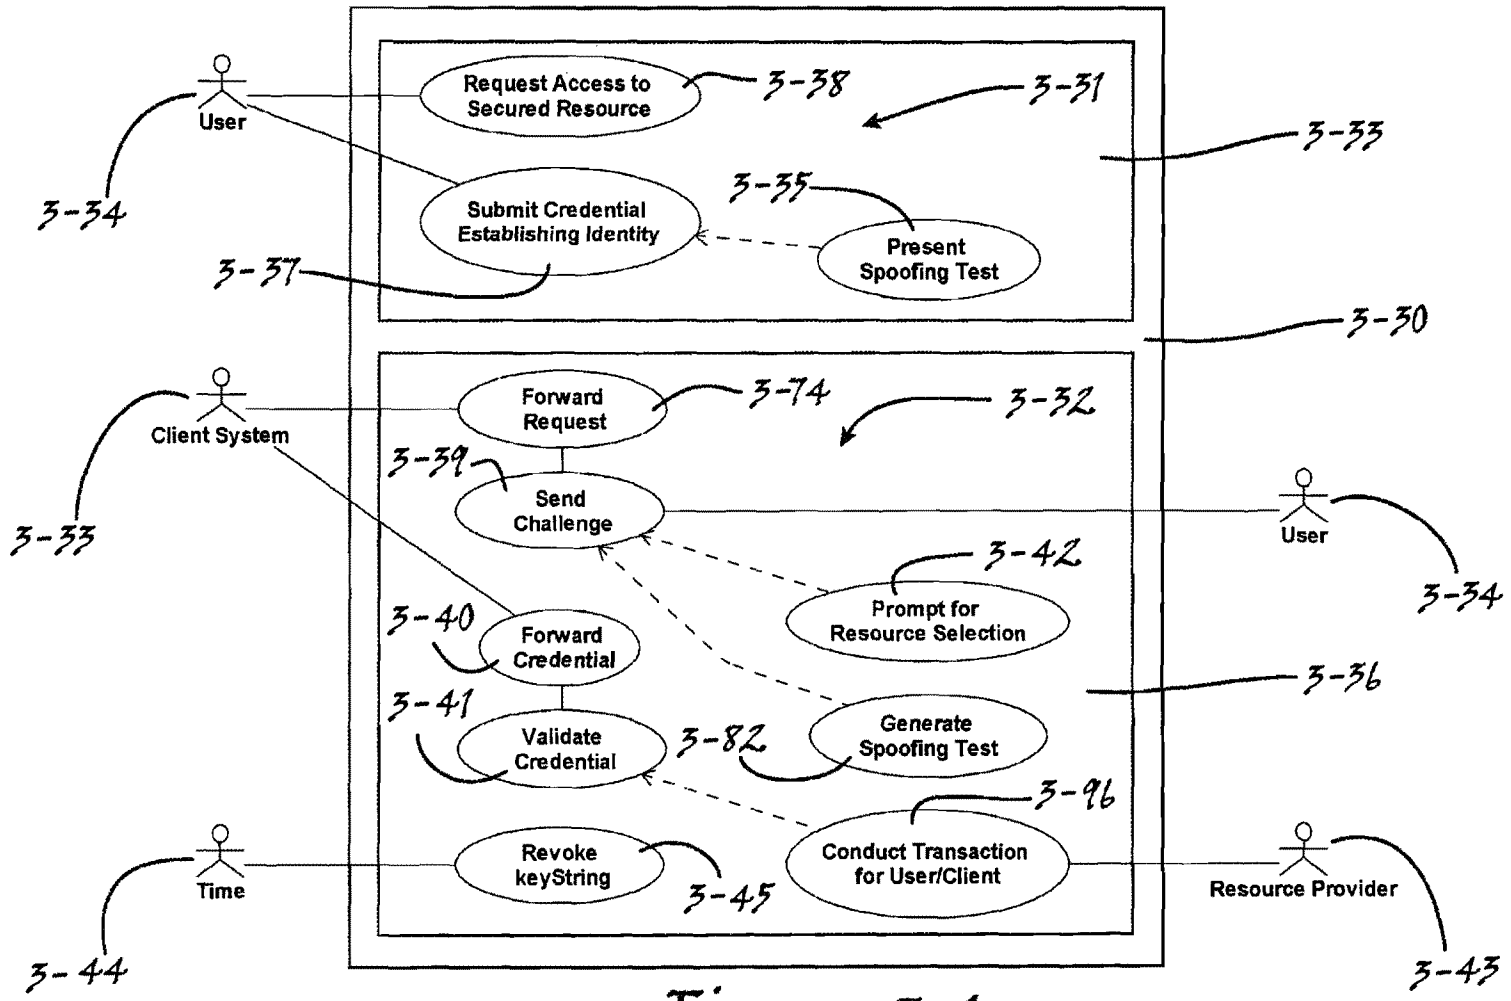 Request Access to
Secured Resource
3-38
3-31
User
3-33
3-34
3-35
Submit Credential
Establishing Identity
Present
Spoofing Test
3-37
3-30
Forward
Request
3-74
3-32
Client System
3-39
Send
Challenge
3-33
User
3-42
3-34
Prompt for
Resource Selection
3-40
Forward
Credential
3-36
3-41
Validate
Credential
3-82
Generate
Spoofing Test
3-96
Revoke
keyString
Conduct Transaction
for User/Client
Time
3-45
Resource Provider
3-44
3-43